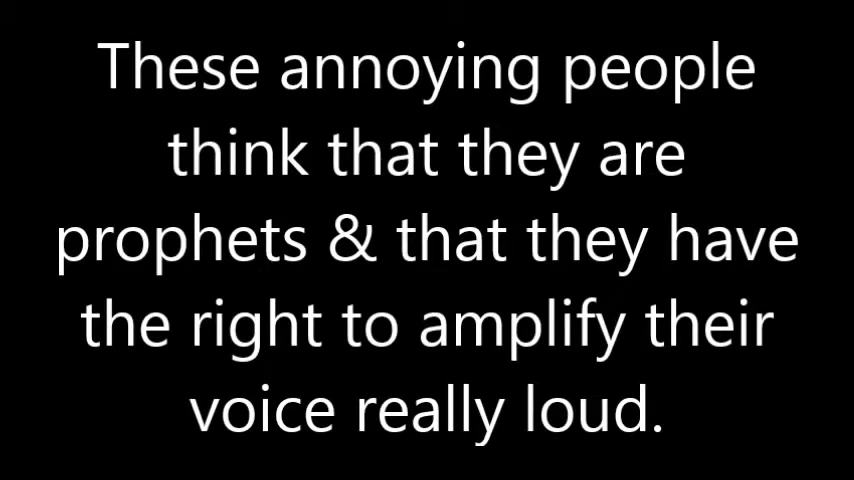 These annoying people
think that they are
prophets & that they have
the right to amplify their
voice really loud.